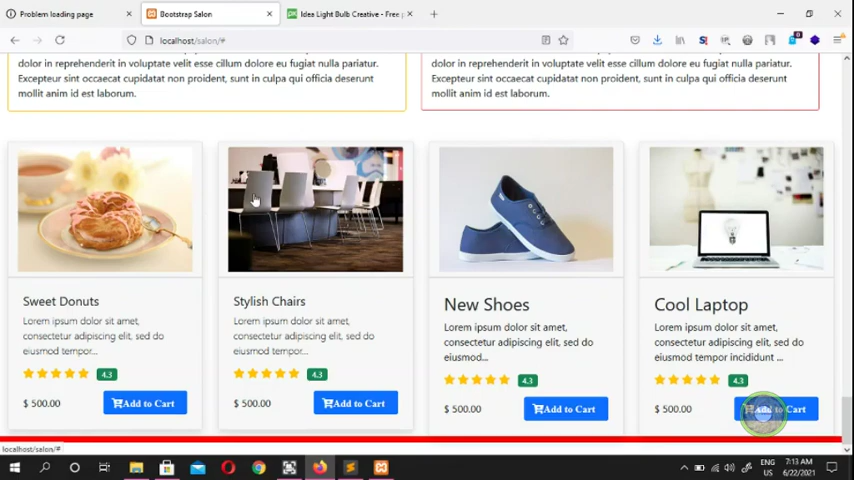 Problem loading page
Bootstrap Salon
Idea Light Bulb Creative - Free
localhost/salon/#
dolor in reprehenderit in voluptate velit esse cillum dolore eu fugiat nulla pariatur.
Excepteur sint occaecat cupidatat non proident, sunt in culpa qui officia deserunt
mollit anim id est laborum.
dolor in reprehenderit in voluptate velit esse cillum dolore eu fugiat nulla pariatur.
Excepteur sint occaecat cupidatat non proident, sunt in culpa qui officia deserunt
mollit anim id est laborum.
Sweet Donuts
Lorem ipsum dolor sit amet,
consectetur adipiscing elit, sed do
eiusmod tempor...
4.3
$ 500.00
Add to Cart
Stylish Chairs
Lorem ipsum dolor sit amet,
consectetur adipiscing elit, sed do
eiusmod tempor...
4.3
$ 500.00
Add to Cart
New Shoes
Lorem ipsum dolor sit amet,
consectetur adipiscing elit, sed do
eiusmod...
4.3
$ 500.00
Add to Cart
Cool Laptop
Lorem ipsum dolor sit amet,
consectetur adipiscing elit, sed do
eiusmod tempor incididunt ...
4.3
$ 500.00
Add to Cart
localhost/salon/#
ENG
US
7:13 AM
6/22/2021